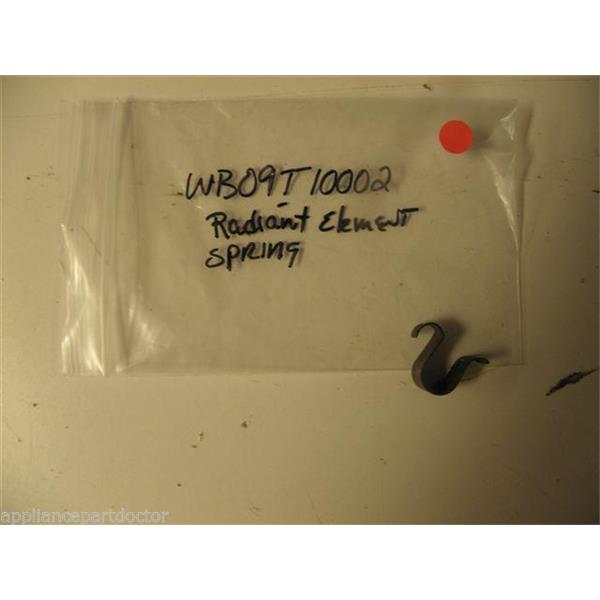 WB09T10002
Radiant Element
SPRING
appliancepartdoctor